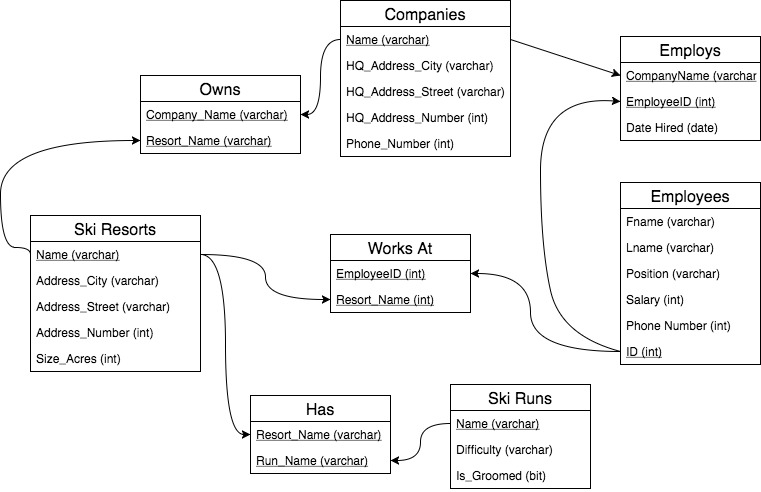 Companies
Name (varchar)
HQ_Address_City (varchar)
HQ_Address_Street (varchar)
HQ_Address_Number (int)
Phone_Number (int)
Employs
CompanyName (varchar
EmployeeID (int)
Date Hired (date)
Owns
Company_Name (varchar)
Resort_Name (varchar)
Employees
Fname (varchar)
Lname (varchar)
Position (varchar)
Salary (int)
Phone Number (int)
ID (int)
Ski Resorts
Name (varchar)
Address_City (varchar)
Address_Street (varchar)
Address_Number (int)
Size_Acres (int)
Works At
EmployeeID (int)
Resort_Name (int)
Has
Resort_Name (varchar)
Run_Name (varchar)
Ski Runs
Name (varchar)
Difficulty (varchar)
Is_Groomed (bit)